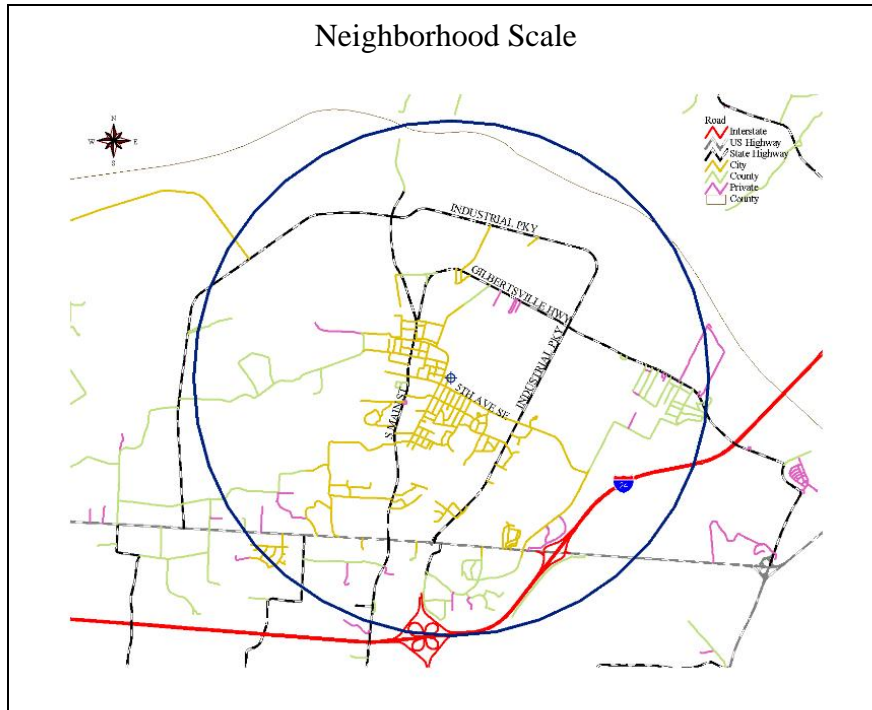 Neighborhood Scale
N
W E
S
Road
Interstate
US Highway
State Highway
City
County
Private
County
INDUSTRIAL PKY
GILBERTSVILLE HWY
INDUSTRIAL PKY
5TH AVE SE
S MAIN ST
24